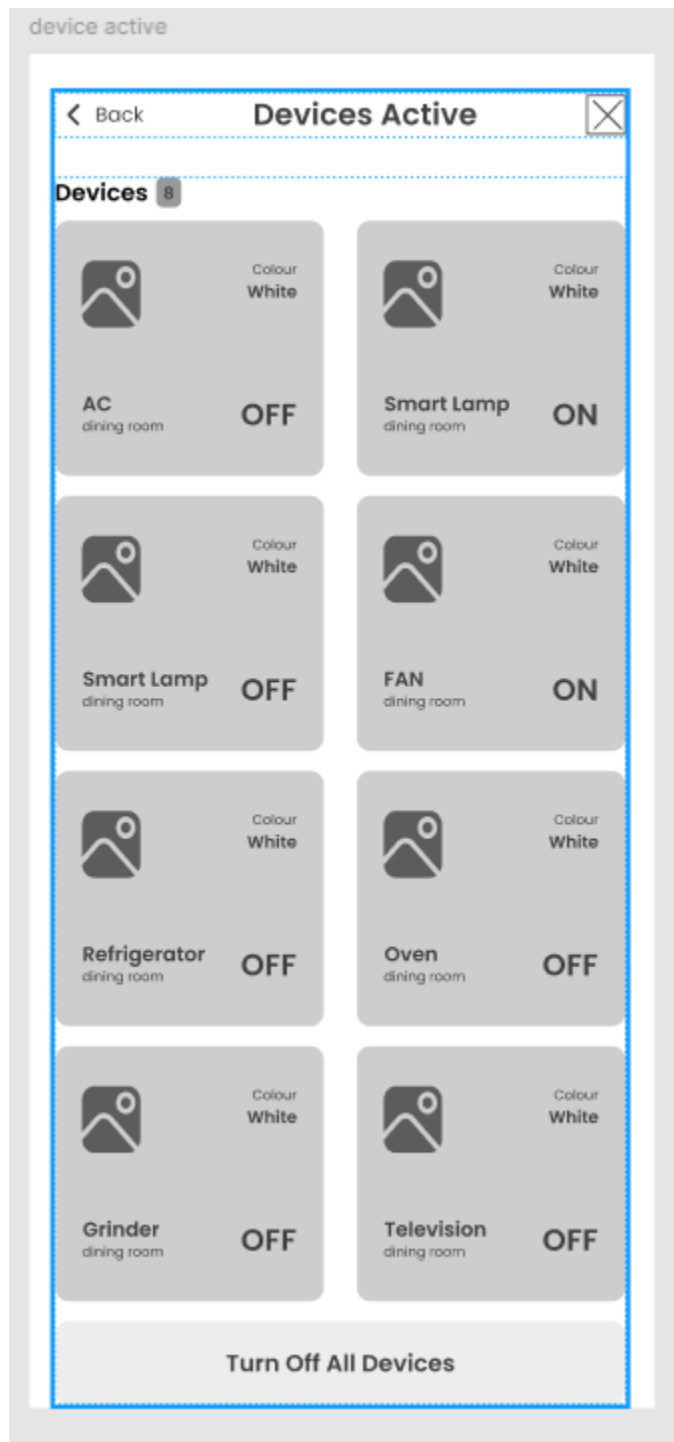 device active
Back
Devices Active
Devices 8
Colour
White
AC
dining room
OFF
Colour
White
Smart Lamp
dining room
ON
Colour
White
Smart Lamp
dining room
OFF
Colour
White
FAN
dining room
ON
Colour
White
Refrigerator
dining room
OFF
Colour
White
Oven
dining room
OFF
Colour
White
Grinder
dining room
OFF
Colour
White
Television
dining room
OFF
Turn Off All Devices